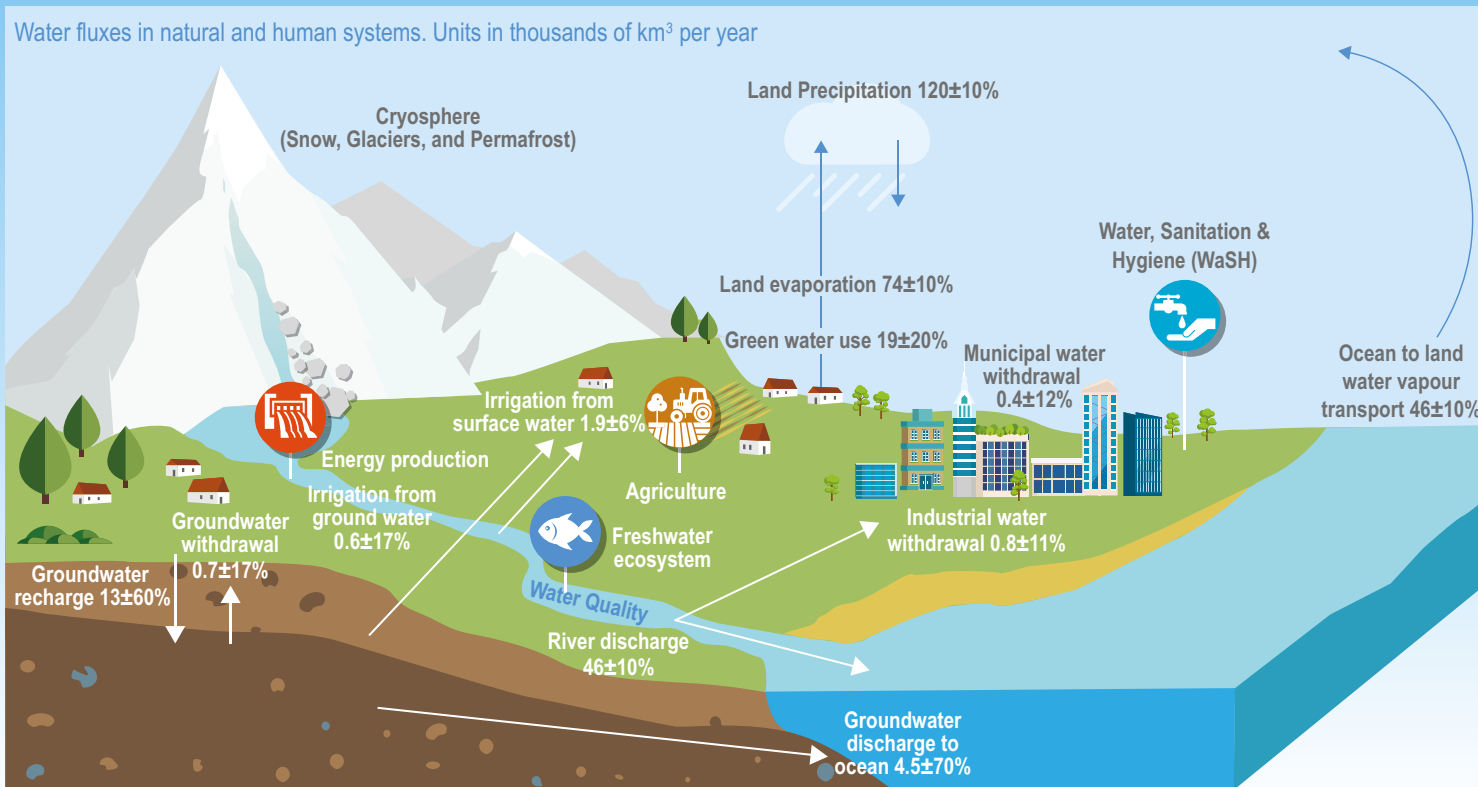 Water fluxes in natural and human systems. Units in thousands of km³ per year
Land Precipitation 120±10%
Cryosphere
(Snow, Glaciers, and Permafrost)
Water, Sanitation &
Hygiene (WaSH)
Land evaporation 74±10%
Green water use 19±20%
Municipal water
withdrawal
0.4±12%
Ocean to land
water vapour
transport 46±10%
Irrigation from
surface water 1.9±6%
Energy production
Agriculture
Irrigation from
ground water
0.6±17%
Groundwater
withdrawal
0.7±17%
Groundwater
recharge 13±60%
Freshwater
ecosystem
Industrial water
withdrawal 0.8±11%
Water Quality
River discharge
46±10%
Groundwater
discharge to
ocean 4.5±70%